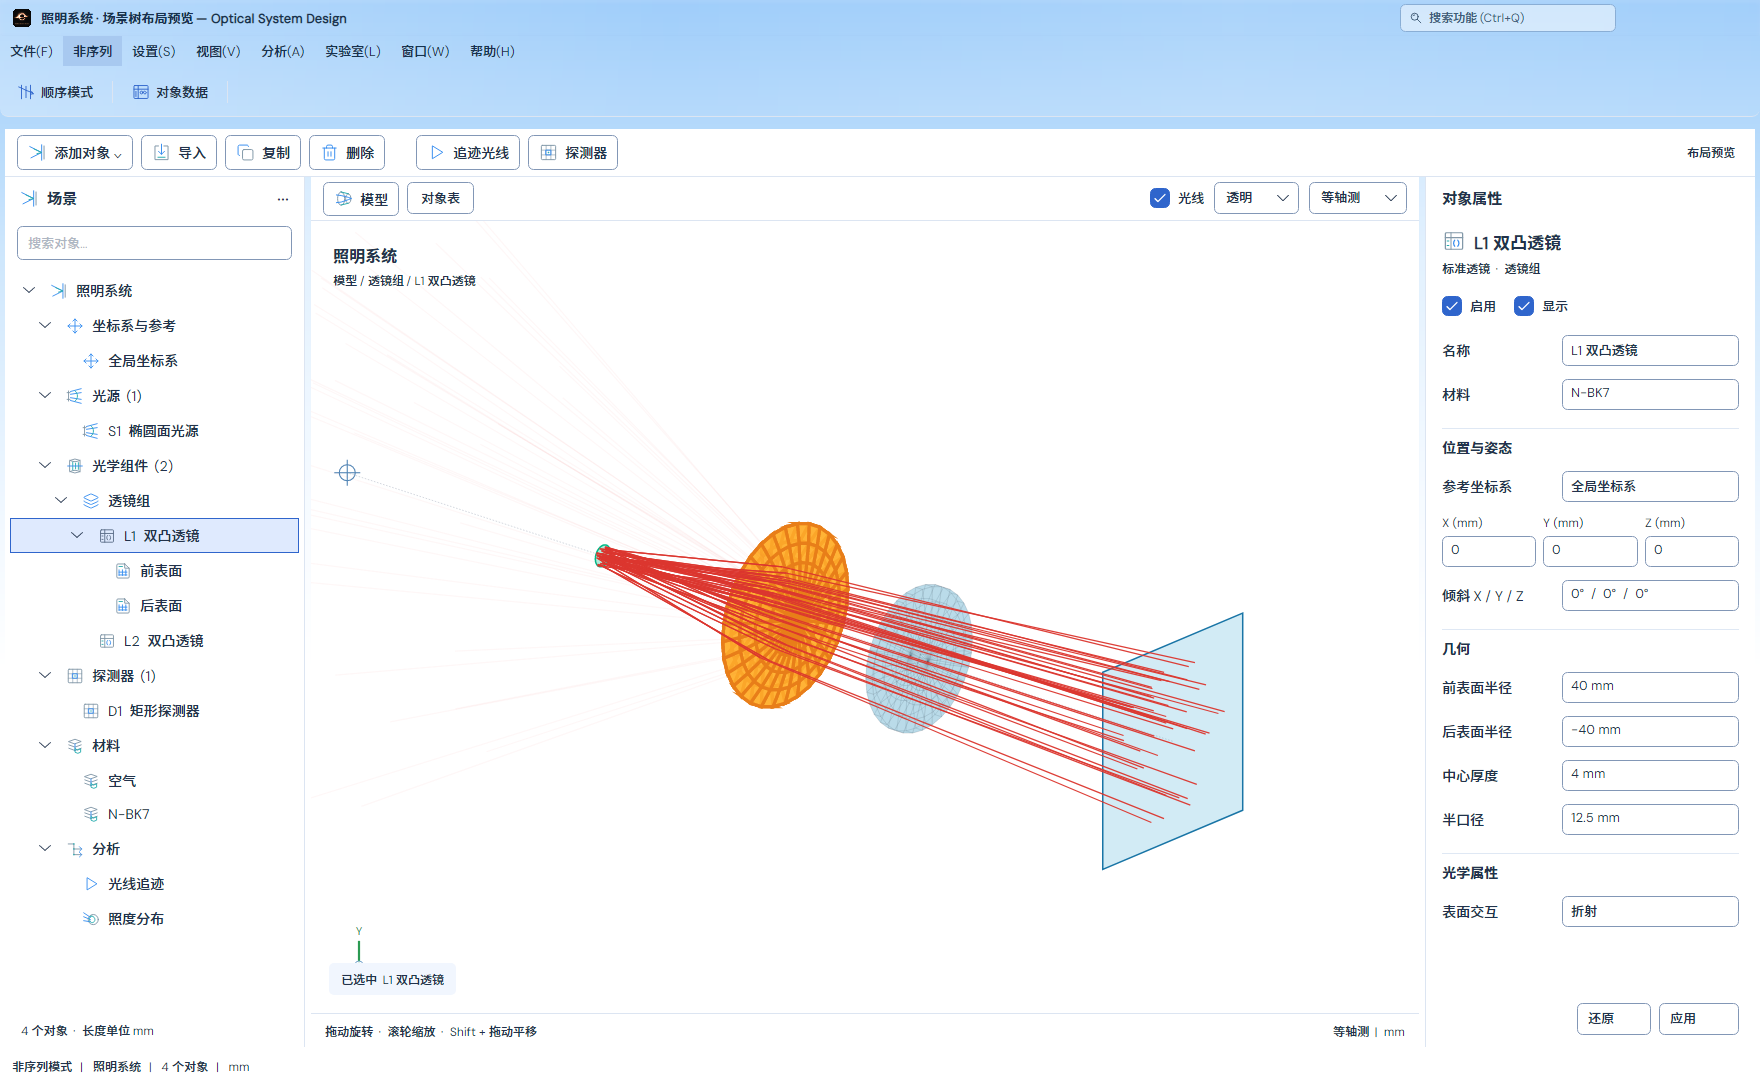 照明系统 · 场景树布局预览 — Optical System Design
搜索功能 (Ctrl+Q)
文件(F) 非序列 设置(S) 视图(V) 分析(A) 实验室(L) 窗口(W) 帮助(H)
顺序模式 对象数据
添加对象 导入 复制 删除 追迹光线 探测器 布局预览
场景 ...
搜索对象...
照明系统
坐标系与参考
全局坐标系
光源 (1)
S1 椭圆面光源
光学组件 (2)
透镜组
L1 双凸透镜
前表面
后表面
L2 双凸透镜
探测器 (1)
D1 矩形探测器
材料
空气
N-BK7
分析
光线追迹
照度分布
4 个对象 · 长度单位 mm
模型 对象表 光线 透明 等轴测
照明系统
模型 / 透镜组 / L1 双凸透镜
Y
已选中 L1 双凸透镜
拖动旋转 · 滚轮缩放 · Shift + 拖动平移 等轴测 | mm
对象属性
L1 双凸透镜
标准透镜 · 透镜组
启用 显示
名称 L1 双凸透镜
材料 N-BK7
位置与姿态
参考坐标系 全局坐标系
X (mm) Y (mm) Z (mm)
0 0 0
倾斜 X / Y / Z 0° / 0° / 0°
几何
前表面半径 40 mm
后表面半径 -40 mm
中心厚度 4 mm
半口径 12.5 mm
光学属性
表面交互 折射
还原 应用
非序列模式 | 照明系统 | 4 个对象 | mm